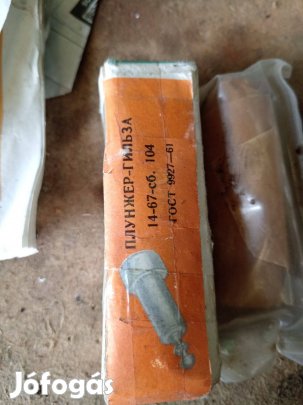 ПЛУНЖЕР-ГИЛЬЗА
14-67-сб. 104
ГОСТ 9927—61
Jófogás